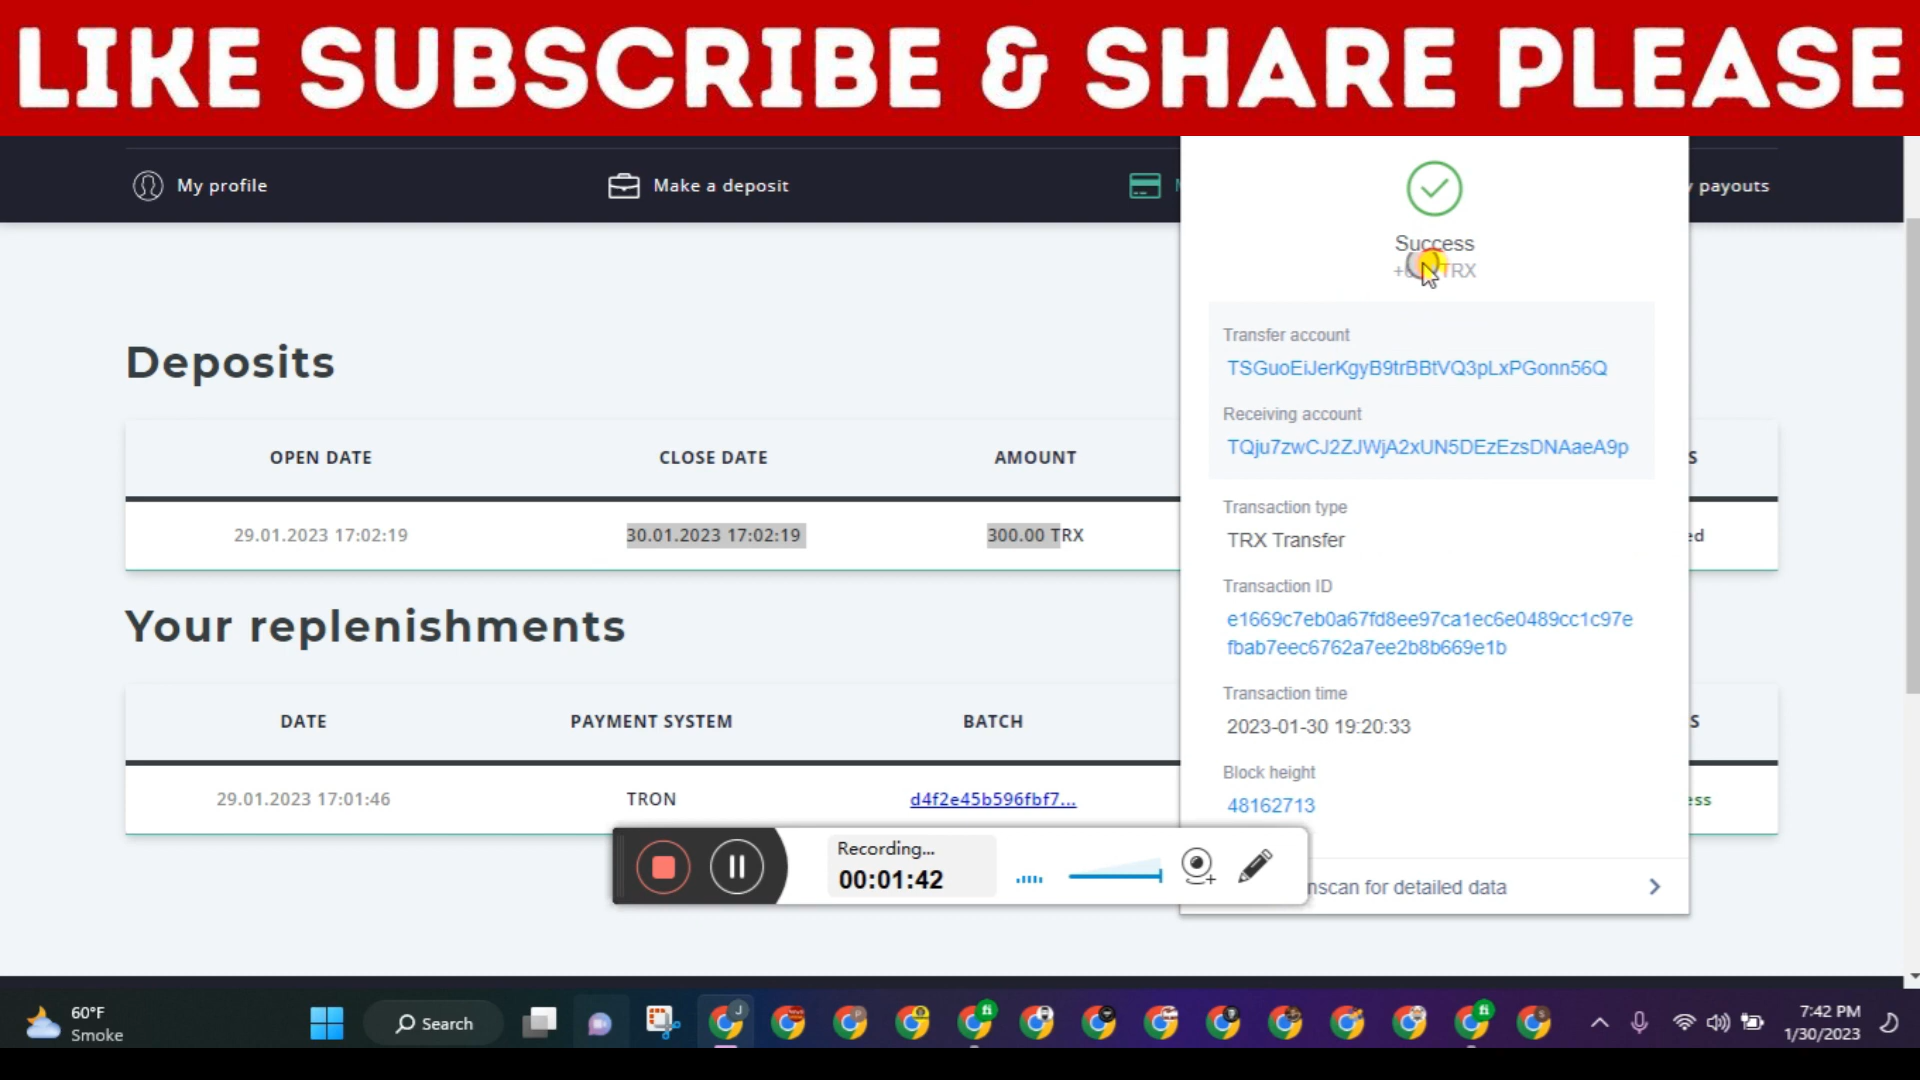 LIKE SUBSCRIBE & SHARE PLEASE
My profile
Make a deposit
payouts
Success
TRX
Deposits
OPEN DATE
CLOSE DATE
AMOUNT
29.01.2023 17:02:19
30.01.2023 17:02:19
300.00 TRX
Your replenishments
DATE
PAYMENT SYSTEM
BATCH
29.01.2023 17:01:46
TRON
d4f2e45b596fbf7...
Transfer account
TSGuoEiJerKgyB9trBBtVQ3pLxPGonn56Q
Receiving account
TQju7zwCJ2ZJWjA2xUN5DEzEzsDNAaeA9p
Transaction type
TRX Transfer
Transaction ID
e1669c7eb0a67fd8ee97ca1ec6e0489cc1c97e
fbab7eec6762a7ee2b8b669e1b
Transaction time
2023-01-30 19:20:33
Block height
48162713
nscan for detailed data
Recording...
00:01:42
60°F
Smoke
Search
7:42 PM
1/30/2023